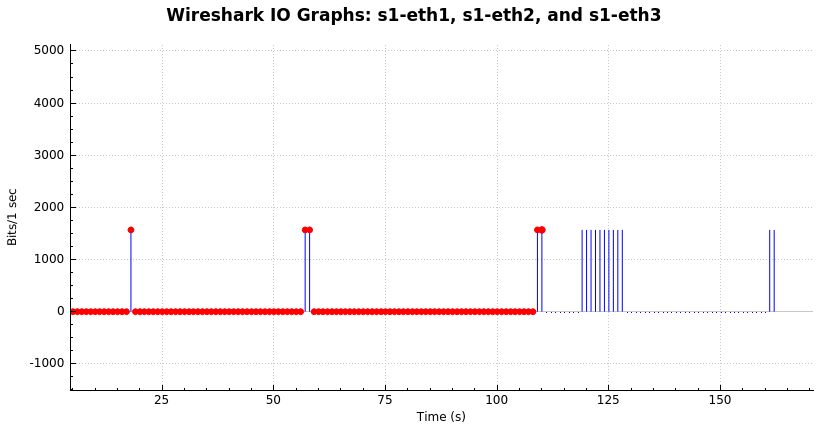 Wireshark IO Graphs: s1-eth1, s1-eth2, and s1-eth3
5000
4000
3000
2000
1000
0
-1000
Bits/1 sec
25 50 75 100 125 150
Time (s)